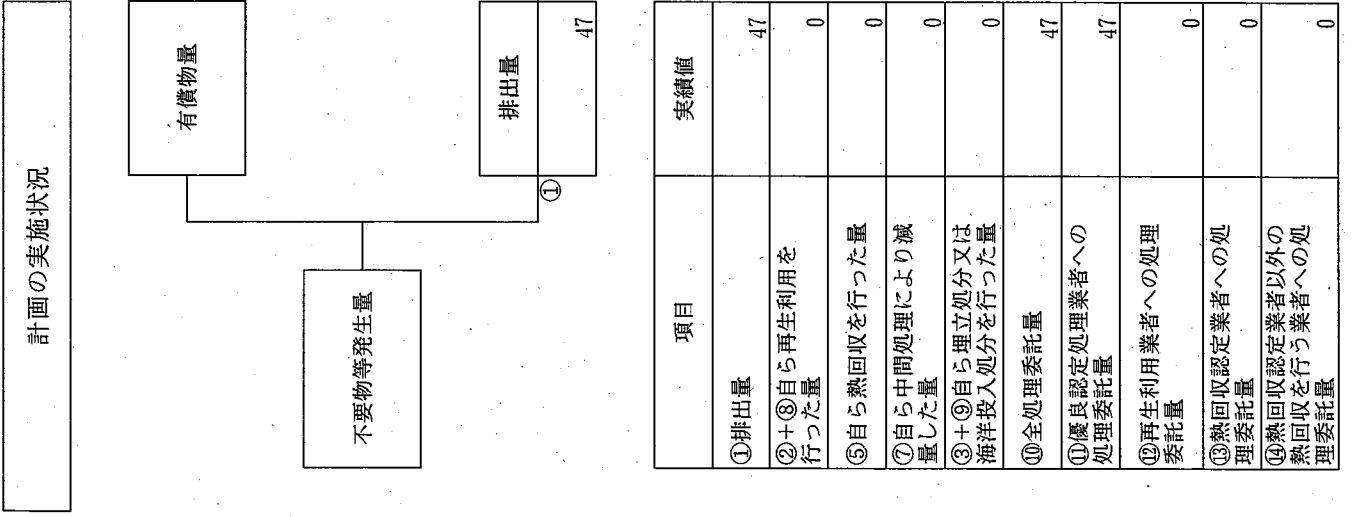 計画の実施状況
有償物量
不要物等発生量
排出量
①
47
項目
実績値
①排出量
47
②+⑧自ら再生利用を
行った量
0
⑤自ら熱回収を行った量
0
⑦自ら中間処理により減
量した量
0
③+⑨自ら埋立処分又は
海洋投入処分を行った量
0
⑩全処理委託量
47
⑪優良認定処理業者への
処理委託量
47
⑫再生利用業者への処理
委託量
0
⑬熱回収認定業者への処
理委託量
0
⑭熱回収認定業者以外の
熱回収を行う業者への処
理委託量
0